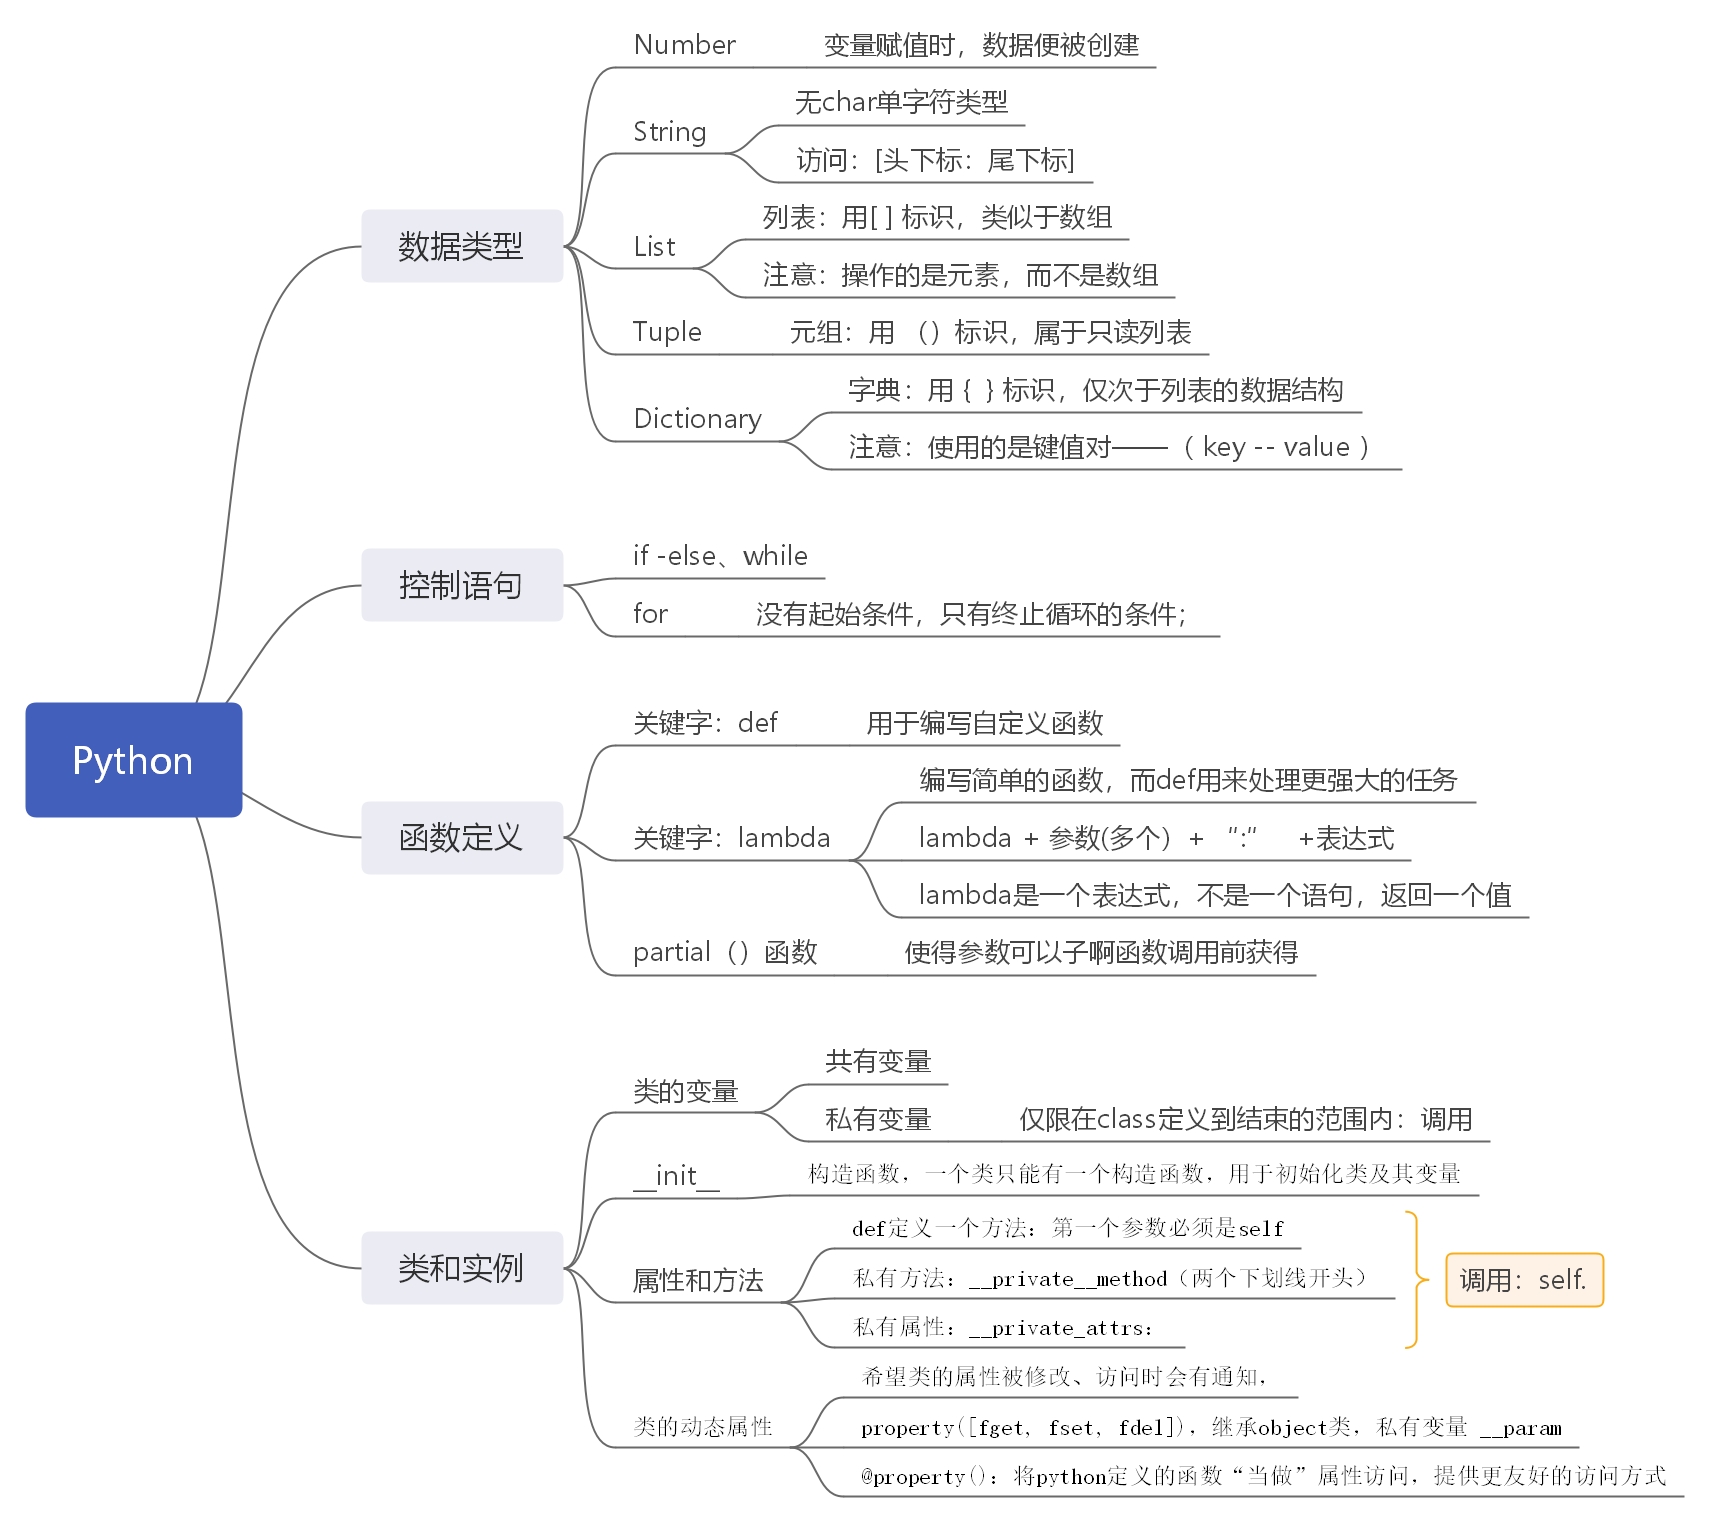 Python
数据类型
Number
变量赋值时，数据便被创建
String
无char单字符类型
访问：[头下标：尾下标]
List
列表：用[ ] 标识，类似于数组
注意：操作的是元素，而不是数组
Tuple
元组：用 （）标识，属于只读列表
Dictionary
字典：用 {  } 标识，仅次于列表的数据结构
注意：使用的是键值对——（ key -- value ）
控制语句
if -else、while
for
没有起始条件，只有终止循环的条件；
函数定义
关键字：def
用于编写自定义函数
关键字：lambda
编写简单的函数，而def用来处理更强大的任务
lambda + 参数(多个）+ “:” +表达式
lambda是一个表达式，不是一个语句，返回一个值
partial（）函数
使得参数可以子啊函数调用前获得
类和实例
类的变量
共有变量
私有变量
仅限在class定义到结束的范围内：调用
__init__
构造函数，一个类只能有一个构造函数，用于初始化类及其变量
属性和方法
def定义一个方法：第一个参数必须是self
私有方法：__private__method（两个下划线开头）
私有属性：__private_attrs：
调用：self.
类的动态属性
希望类的属性被修改、访问时会有通知，
property([fget, fset, fdel])，继承object类，私有变量 __param
@property()：将python定义的函数“当做”属性访问，提供更友好的访问方式